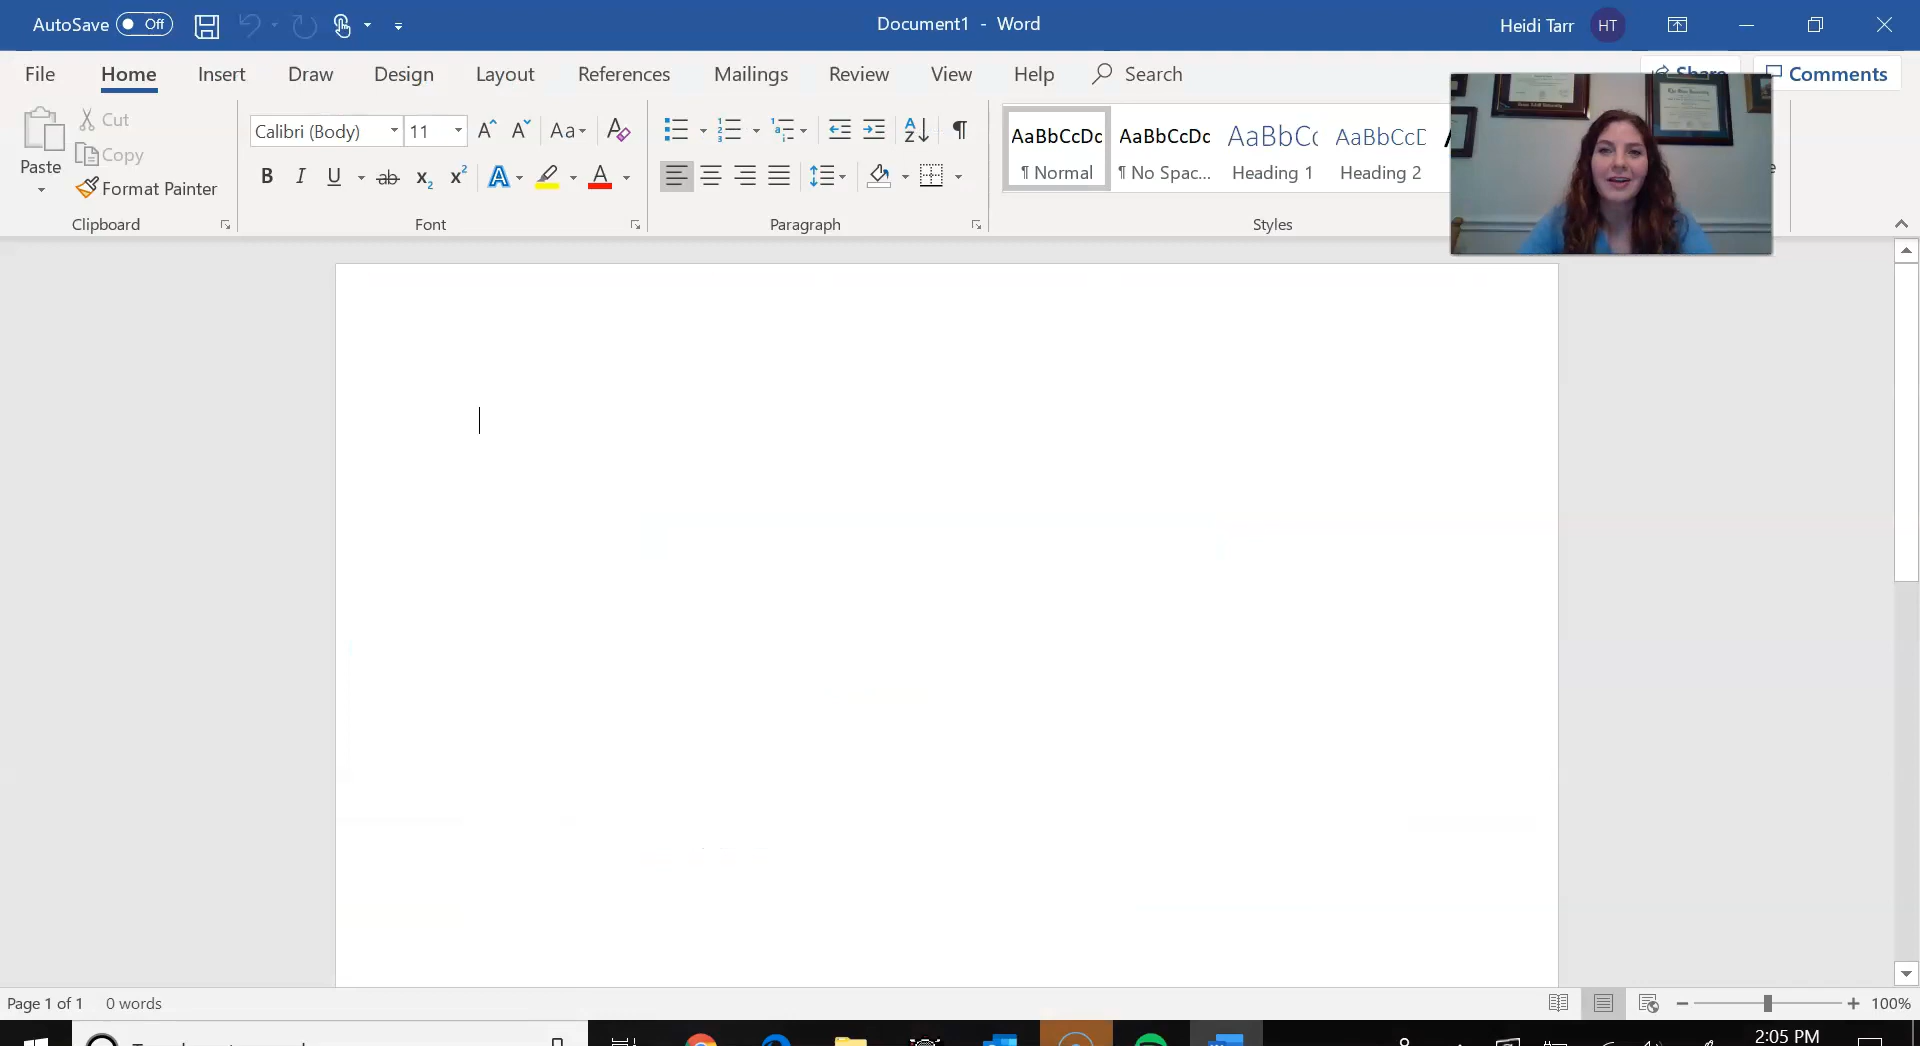 AutoSave Off
Document1 - Word
Heidi Tarr HT
File Home Insert Draw Design Layout References Mailings Review View Help Search
Share Comments
Paste
Cut
Copy
Format Painter
Clipboard
Calibri (Body) 11
Font
Paragraph
AaBbCcDc AaBbCcDc AaBbCc AaBbCcD
¶ Normal ¶ No Spac... Heading 1 Heading 2
Styles
Page 1 of 1 0 words
100%
2:05 PM